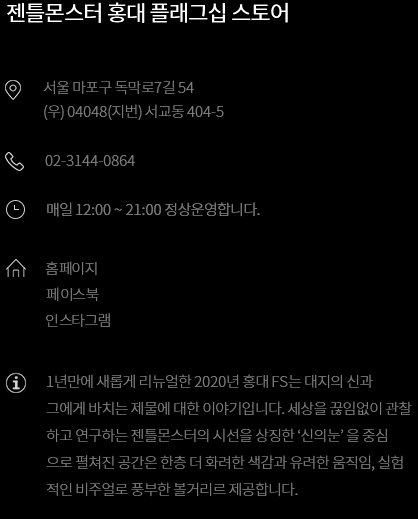 젠틀몬스터 홍대 플래그십 스토어
서울 마포구 독막로7길 54
(우) 04048(지번) 서교동 404-5
02-3144-0864
매일 12:00 ~ 21:00 정상운영합니다.
홈페이지
페이스북
인스타그램
1년만에 새롭게 리뉴얼한 2020년 홍대 FS는 대지의 신과
그에게 바치는 제물에 대한 이야기입니다. 세상을 끊임없이 관찰
하고 연구하는 젠틀몬스터의 시선을 상징한 ‘신의눈’ 을 중심
으로 펼쳐진 공간은 한층 더 화려한 색감과 유려한 움직임, 실험
적인 비주얼로 풍부한 볼거리르 제공합니다.